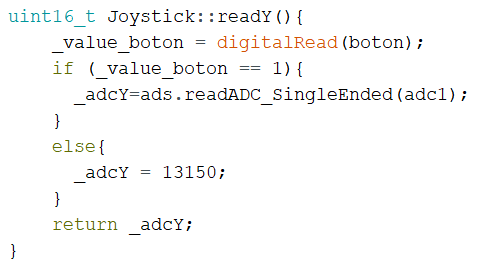 uint16_t Joystick::readY(){
    _value_boton = digitalRead(boton);
    if (_value_boton == 1){
      _adcY=ads.readADC_SingleEnded(adc1);
    }
    else{
      _adcY = 13150;
    }
    return _adcY;
}